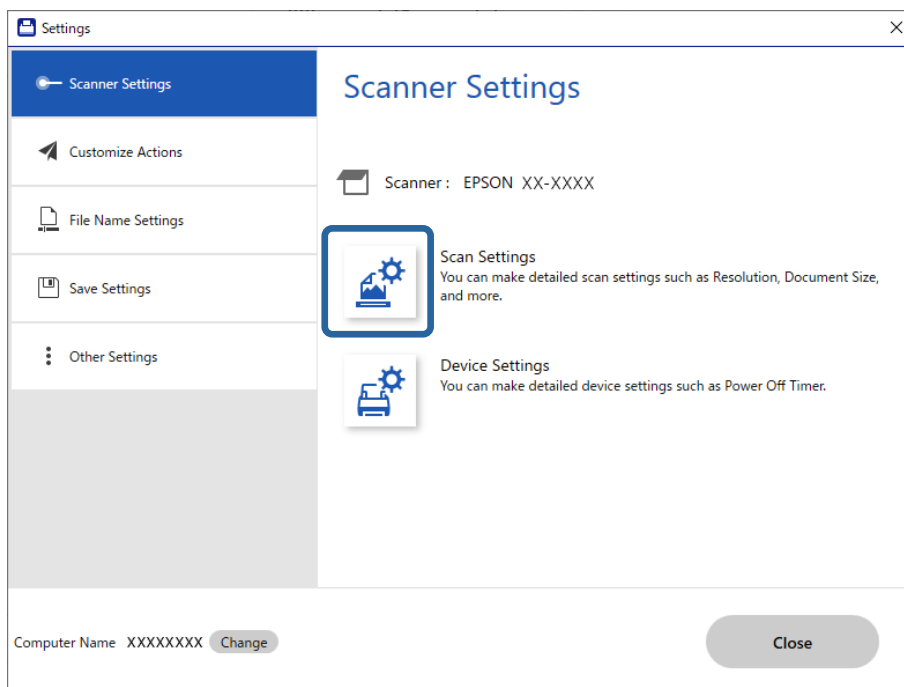 Settings
Scanner Settings
Customize Actions
File Name Settings
Save Settings
Other Settings
Scanner Settings
Scanner : EPSON XX-XXXX
Scan Settings
You can make detailed scan settings such as Resolution, Document Size,
and more.
Device Settings
You can make detailed device settings such as Power Off Timer.
Computer Name XXXXXXXX Change
Close